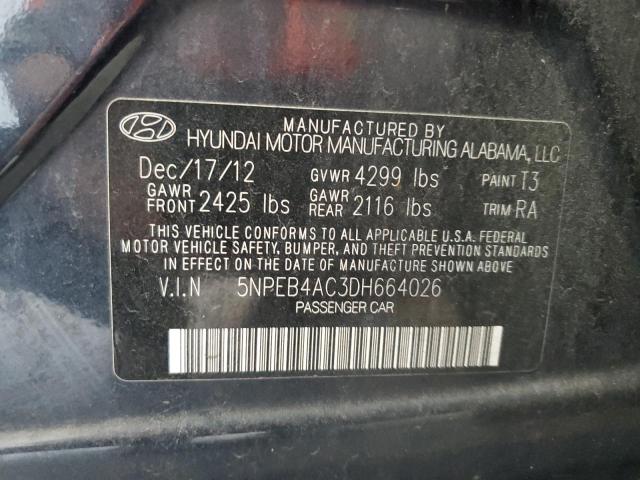 MANUFACTURED BY
HYUNDAI MOTOR MANUFACTURING ALABAMA, LLC
Dec/17/12 GVWR 4299 lbs PAINT T3
GAWR FRONT 2425 lbs GAWR REAR 2116 lbs TRIM RA
THIS VEHICLE CONFORMS TO ALL APPLICABLE U.S.A. FEDERAL
MOTOR VEHICLE SAFETY, BUMPER, AND THEFT PREVENTION STANDARDS
IN EFFECT ON THE DATE OF MANUFACTURE SHOWN ABOVE.
V.I.N 5NPEB4AC3DH664026
PASSENGER CAR